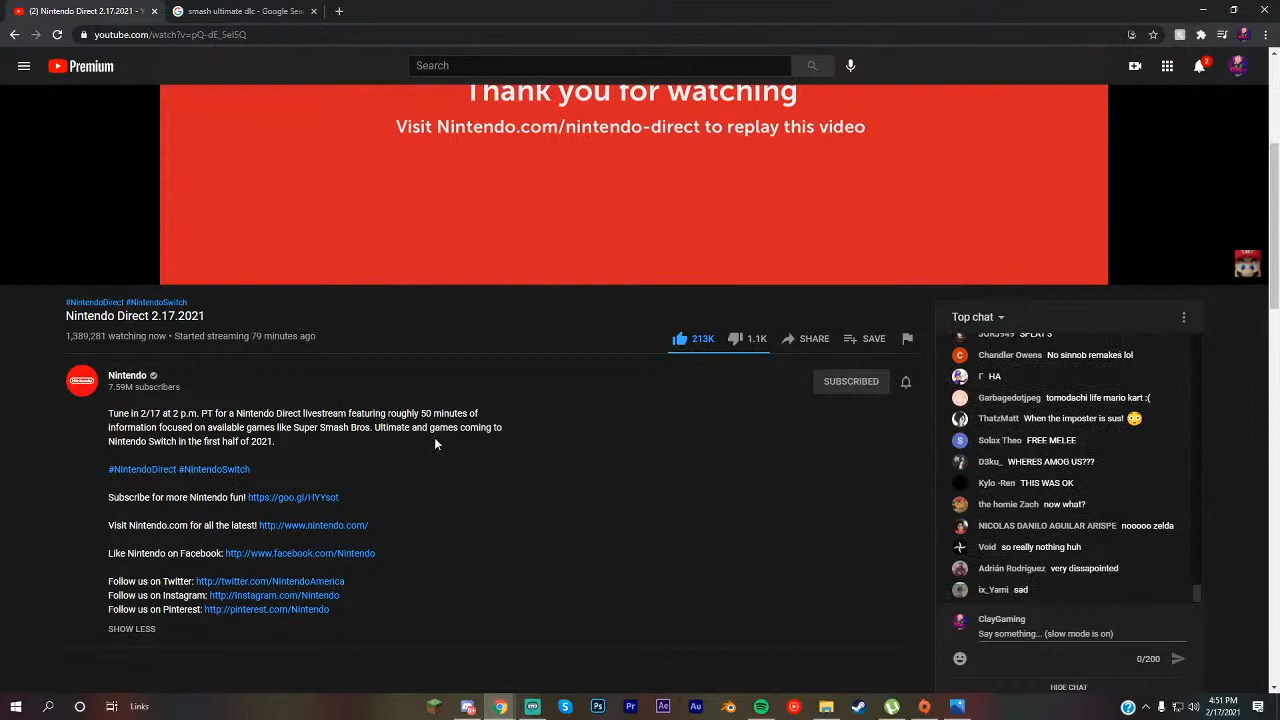 (2) Nintendo Direct 2.17.2021 - Y
smash ultimate dlc - Google Sear
youtube.com/watch?v=pQ-dE_5eI5Q
Premium
Search
2
Thank you for watching
Visit Nintendo.com/nintendo-direct to replay this video
#NintendoDirect #NintendoSwitch
Nintendo Direct 2.17.2021
1,389,281 watching now • Started streaming 79 minutes ago
213K 1.1K SHARE SAVE
Nintendo
7.59M subscribers
SUBSCRIBED
Tune in 2/17 at 2 p.m. PT for a Nintendo Direct livestream featuring roughly 50 minutes of
information focused on available games like Super Smash Bros. Ultimate and games coming to
Nintendo Switch in the first half of 2021.
#NintendoDirect #NintendoSwitch
Subscribe for more Nintendo fun! https://goo.gl/HYYsot
Visit Nintendo.com for all the latest! http://www.nintendo.com/
Like Nintendo on Facebook: http://www.facebook.com/Nintendo
Follow us on Twitter: http://twitter.com/NintendoAmerica
Follow us on Instagram: http://instagram.com/Nintendo
Follow us on Pinterest: http://pinterest.com/Nintendo
SHOW LESS
Top chat
Chandler Owens No sinnob remakes lol
Γ HA
Garbagedotjpeg tomodachi life mario kart :(
ThatzMatt When the imposter is sus! 😳
Solax Theo FREE MELEE
D3ku_ WHERES AMOG US???
Kylo -Ren THIS WAS OK
the homie Zach now what?
NICOLAS DANILO AGUILAR ARISPE nooooo zelda
Void so really nothing huh
Adrián Rodríguez very dissapointed
ix_Yami sad
ClayGaming
Say something... (slow mode is on)
0/200
HIDE CHAT
Links
4:51 PM
2/17/2021